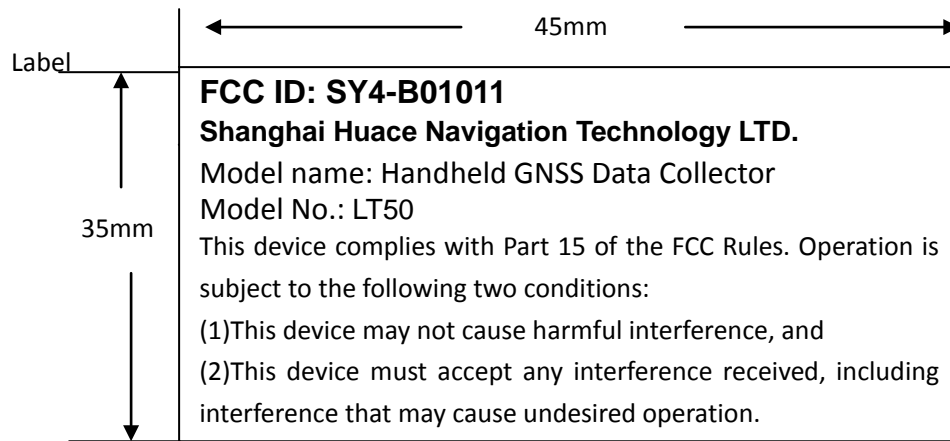 45mm
Label
FCC ID: SY4-B01011
Shanghai Huace Navigation Technology LTD.
Model name: Handheld GNSS Data Collector
Model No.: LT50
35mm
This device complies with Part 15 of the FCC Rules. Operation is
subject to the following two conditions:
(1)This device may not cause harmful interference, and
(2)This device must accept any interference received, including
interference that may cause undesired operation.